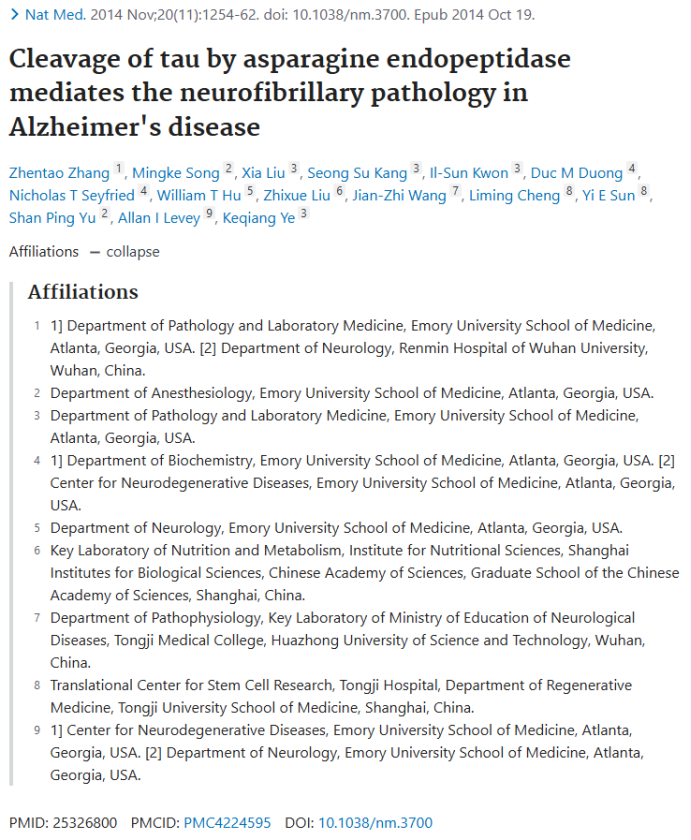 > Nat Med. 2014 Nov;20(11):1254-62. doi: 10.1038/nm.3700. Epub 2014 Oct 19.
Cleavage of tau by asparagine endopeptidase
mediates the neurofibrillary pathology in
Alzheimer's disease
Zhentao Zhang 1, Mingke Song 2, Xia Liu 3, Seong Su Kang 3, Il-Sun Kwon 3, Duc M Duong 4,
Nicholas T Seyfried 4, William T Hu 5, Zhixue Liu 6, Jian-Zhi Wang 7, Liming Cheng 8, Yi E Sun 8,
Shan Ping Yu 2, Allan I Levey 9, Keqiang Ye 3
Affiliations — collapse
Affiliations
1 1] Department of Pathology and Laboratory Medicine, Emory University School of Medicine,
Atlanta, Georgia, USA. [2] Department of Neurology, Renmin Hospital of Wuhan University,
Wuhan, China.
2 Department of Anesthesiology, Emory University School of Medicine, Atlanta, Georgia, USA.
3 Department of Pathology and Laboratory Medicine, Emory University School of Medicine,
Atlanta, Georgia, USA.
4 1] Department of Biochemistry, Emory University School of Medicine, Atlanta, Georgia, USA. [2]
Center for Neurodegenerative Diseases, Emory University School of Medicine, Atlanta, Georgia,
USA.
5 Department of Neurology, Emory University School of Medicine, Atlanta, Georgia, USA.
6 Key Laboratory of Nutrition and Metabolism, Institute for Nutritional Sciences, Shanghai
Institutes for Biological Sciences, Chinese Academy of Sciences, Graduate School of the Chinese
Academy of Sciences, Shanghai, China.
7 Department of Pathophysiology, Key Laboratory of Ministry of Education of Neurological
Diseases, Tongji Medical College, Huazhong University of Science and Technology, Wuhan,
China.
8 Translational Center for Stem Cell Research, Tongji Hospital, Department of Regenerative
Medicine, Tongji University School of Medicine, Shanghai, China.
9 1] Center for Neurodegenerative Diseases, Emory University School of Medicine, Atlanta,
Georgia, USA. [2] Department of Neurology, Emory University School of Medicine, Atlanta,
Georgia, USA.
PMID: 25326800 PMCID: PMC4224595 DOI: 10.1038/nm.3700